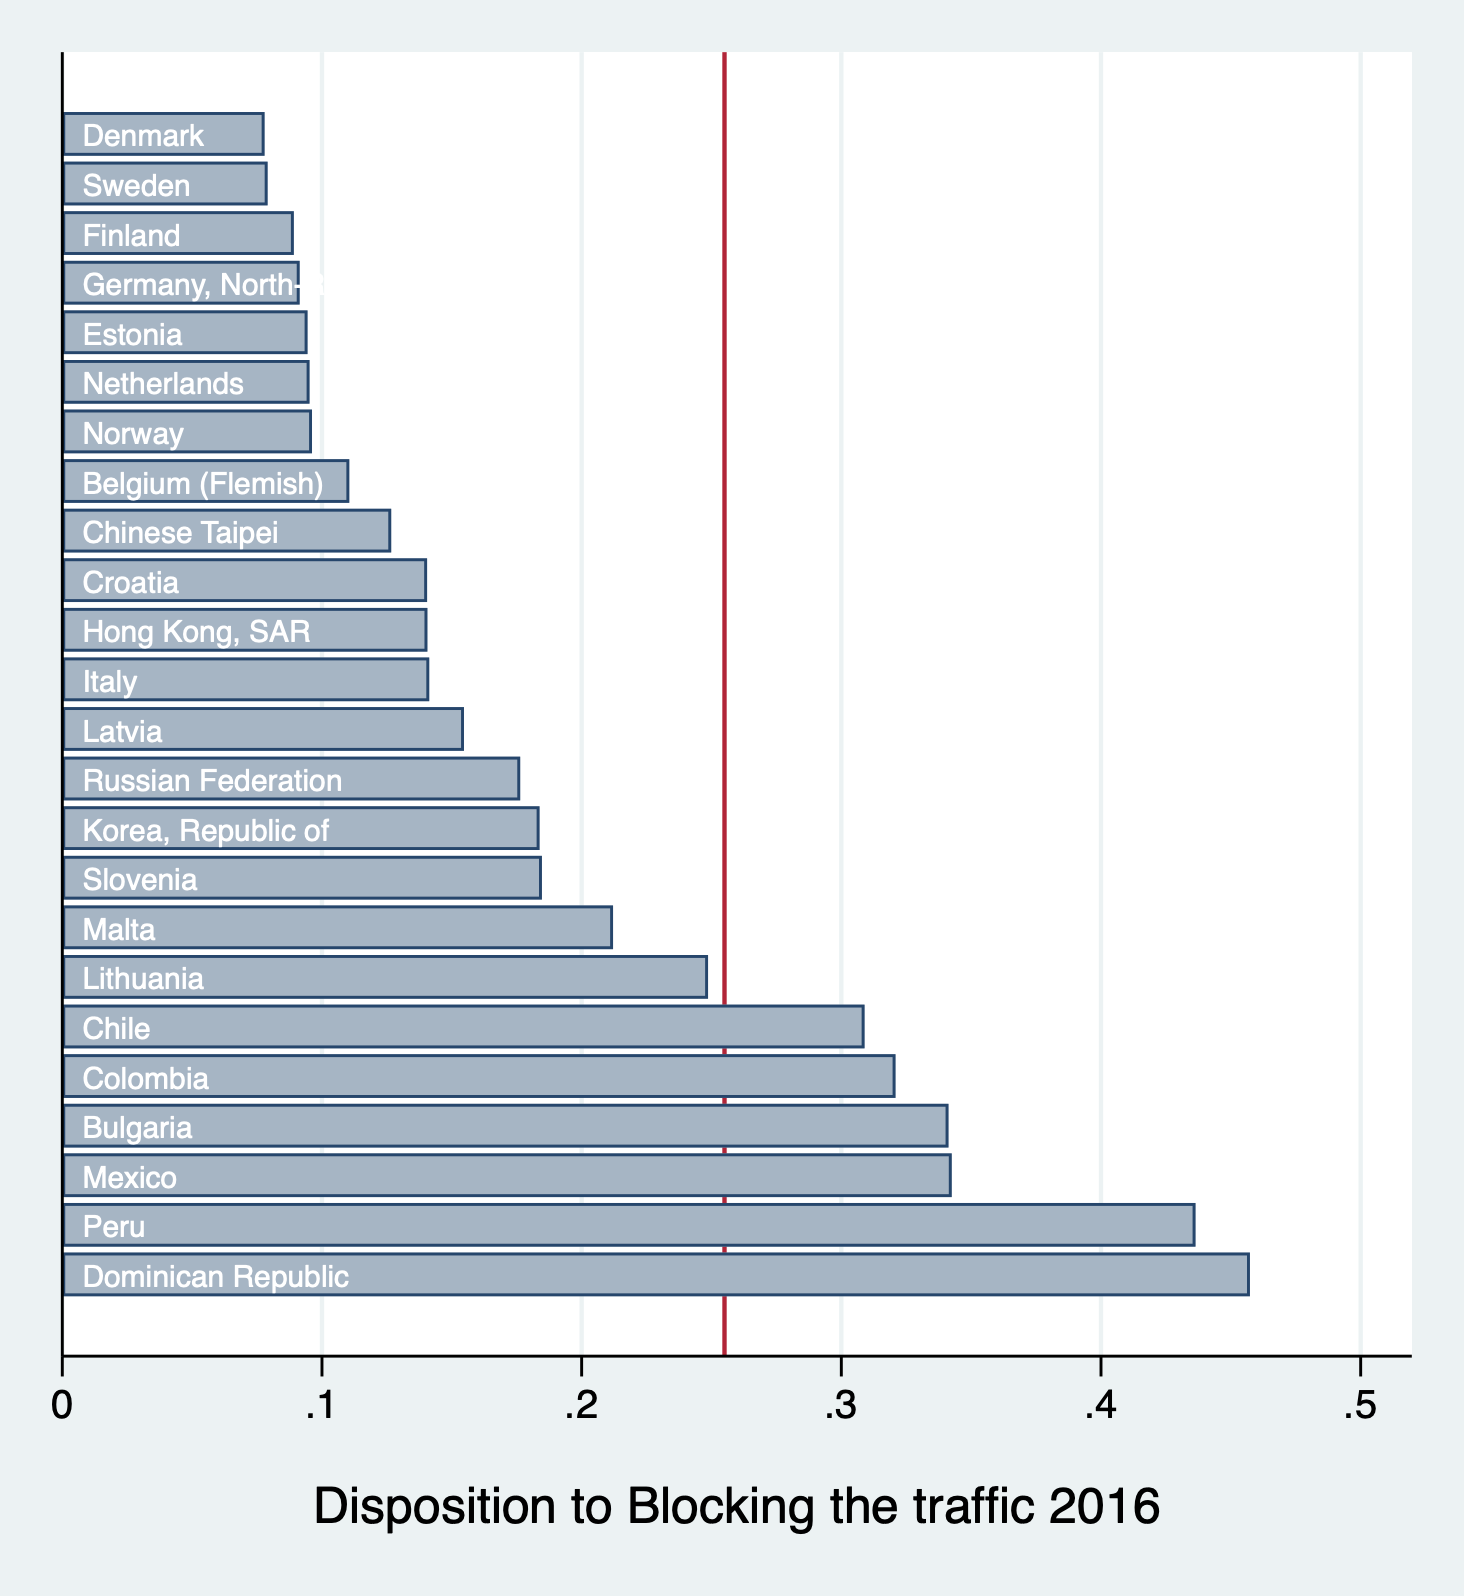 Denmark
Sweden
Finland
Germany, North-
Estonia
Netherlands
Norway
Belgium (Flemish)
Chinese Taipei
Croatia
Hong Kong, SAR
Italy
Latvia
Russian Federation
Korea, Republic of
Slovenia
Malta
Lithuania
Chile
Colombia
Bulgaria
Mexico
Peru
Dominican Republic
0 .1 .2 .3 .4 .5
Disposition to Blocking the traffic 2016